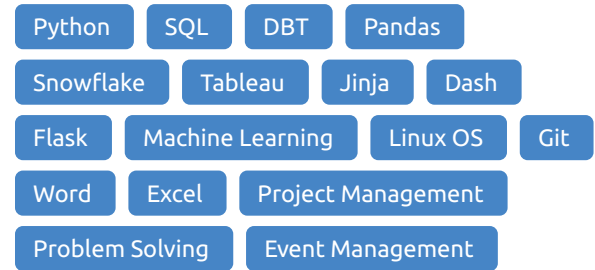 Python SQL DBT Pandas
Snowflake Tableau Jinja Dash
Flask Machine Learning Linux OS Git
Word Excel Project Management
Problem Solving Event Management